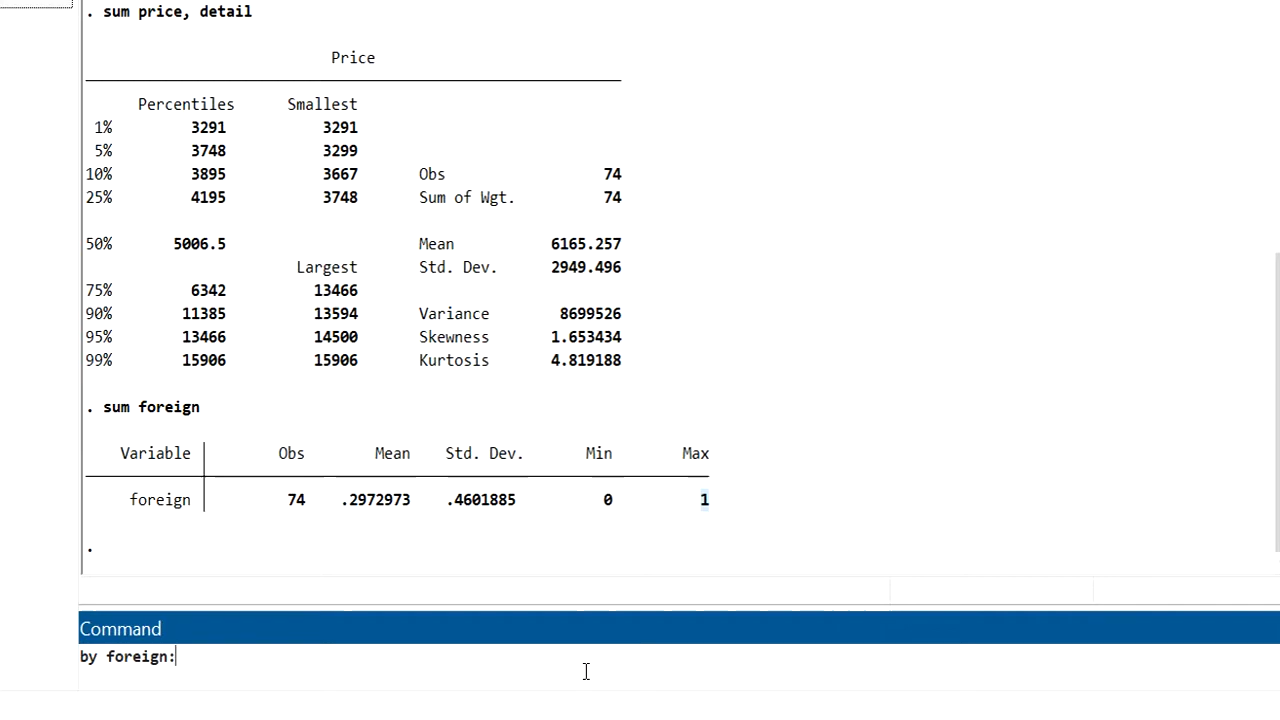 . sum price, detail
Price
Percentiles Smallest
1% 3291 3291
5% 3748 3299
10% 3895 3667 Obs 74
25% 4195 3748 Sum of Wgt. 74
50% 5006.5 Mean 6165.257
Largest Std. Dev. 2949.496
75% 6342 13466
90% 11385 13594 Variance 8699526
95% 13466 14500 Skewness 1.653434
99% 15906 15906 Kurtosis 4.819188
. sum foreign
Variable Obs Mean Std. Dev. Min Max
foreign 74 .2972973 .4601885 0 1
.
Command
by foreign: